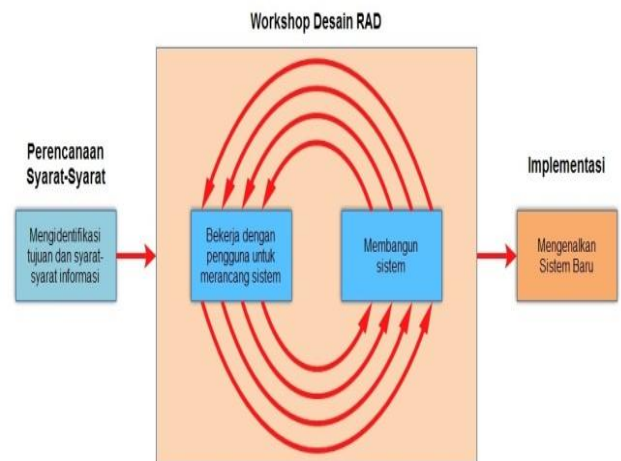 Workshop Desain RAD
Perencanaan
Syarat-Syarat
Mengidentifikasi
tujuan dan syarat-
syarat informasi
Bekerja dengan
pengguna untuk
merancang sistem
Membangun
sistem
Implementasi
Mengenalkan
Sistem Baru